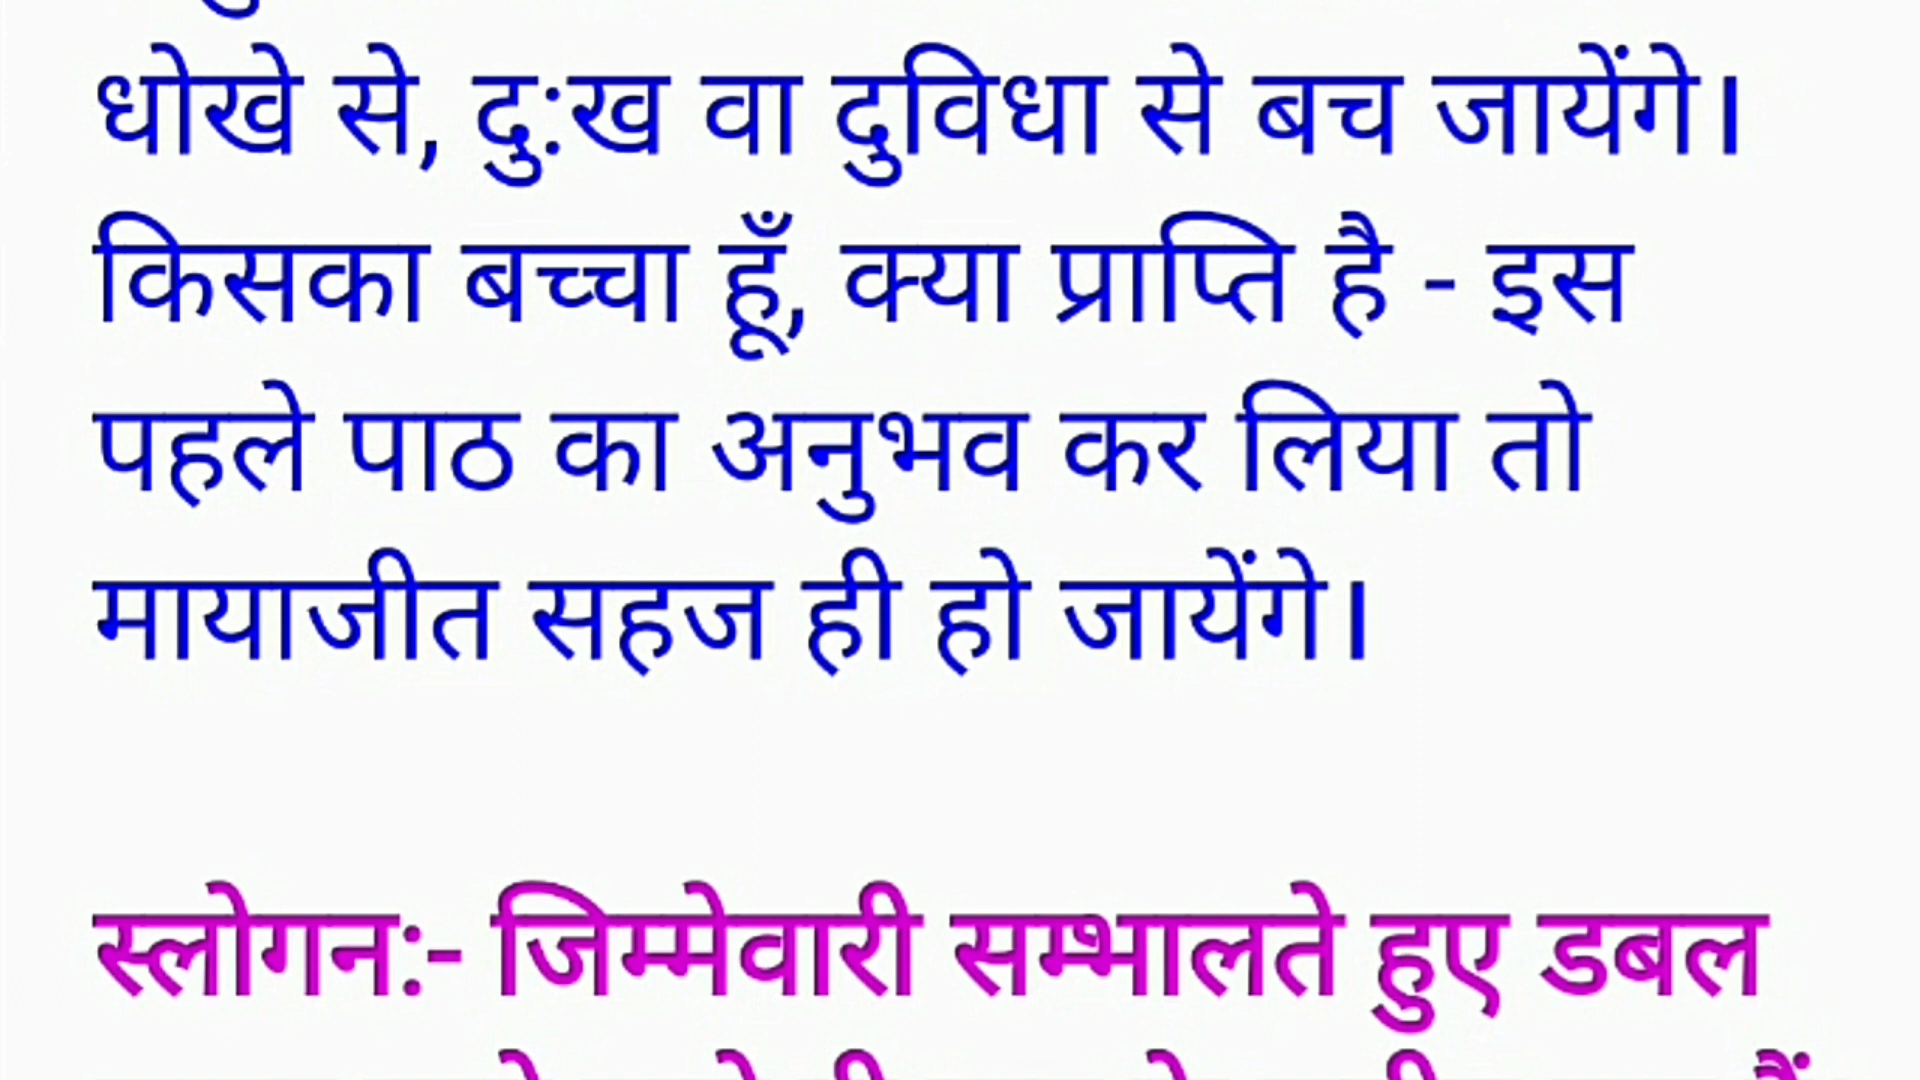 धोखे से, दु:ख वा दुविधा से बच जायेंगे।
किसका बच्चा हूँ, क्या प्राप्ति है - इस
पहले पाठ का अनुभव कर लिया तो
मायाजीत सहज ही हो जायेंगे।
स्लोगन:- जिम्मेवारी सम्भालते हुए डबल